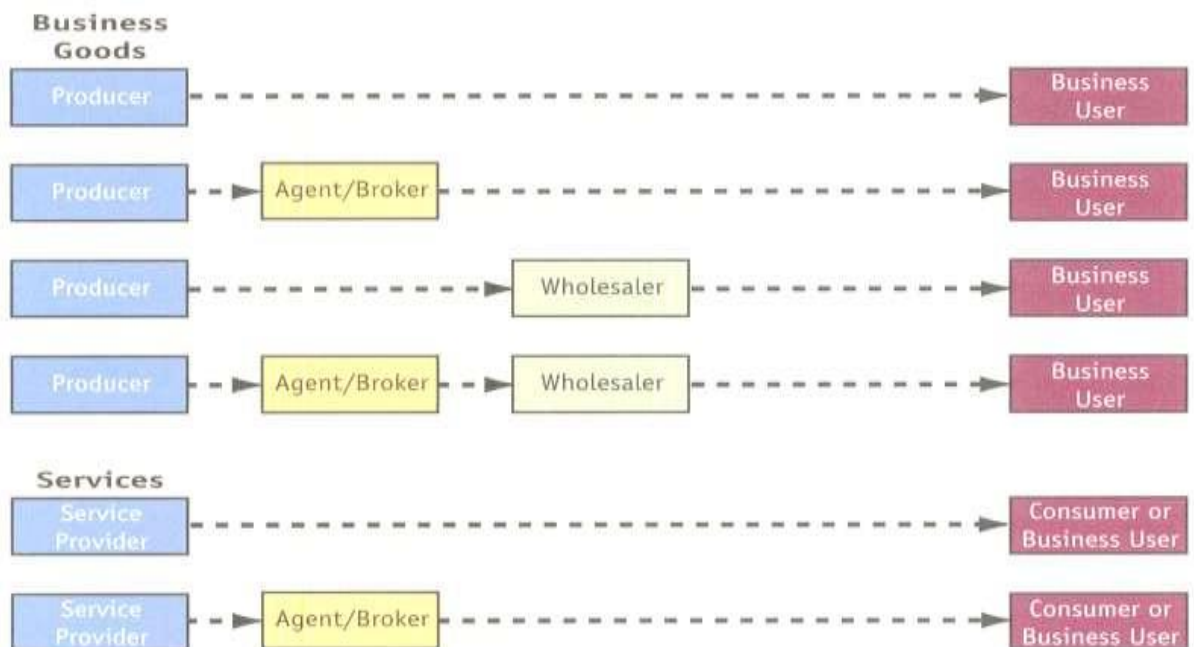 Business
Goods
Producer
Business
User
Producer
Agent/Broker
Business
User
Producer
Wholesaler
Business
User
Producer
Agent/Broker
Wholesaler
Business
User
Services
Service
Provider
Consumer or
Business User
Service
Provider
Agent/Broker
Consumer or
Business User